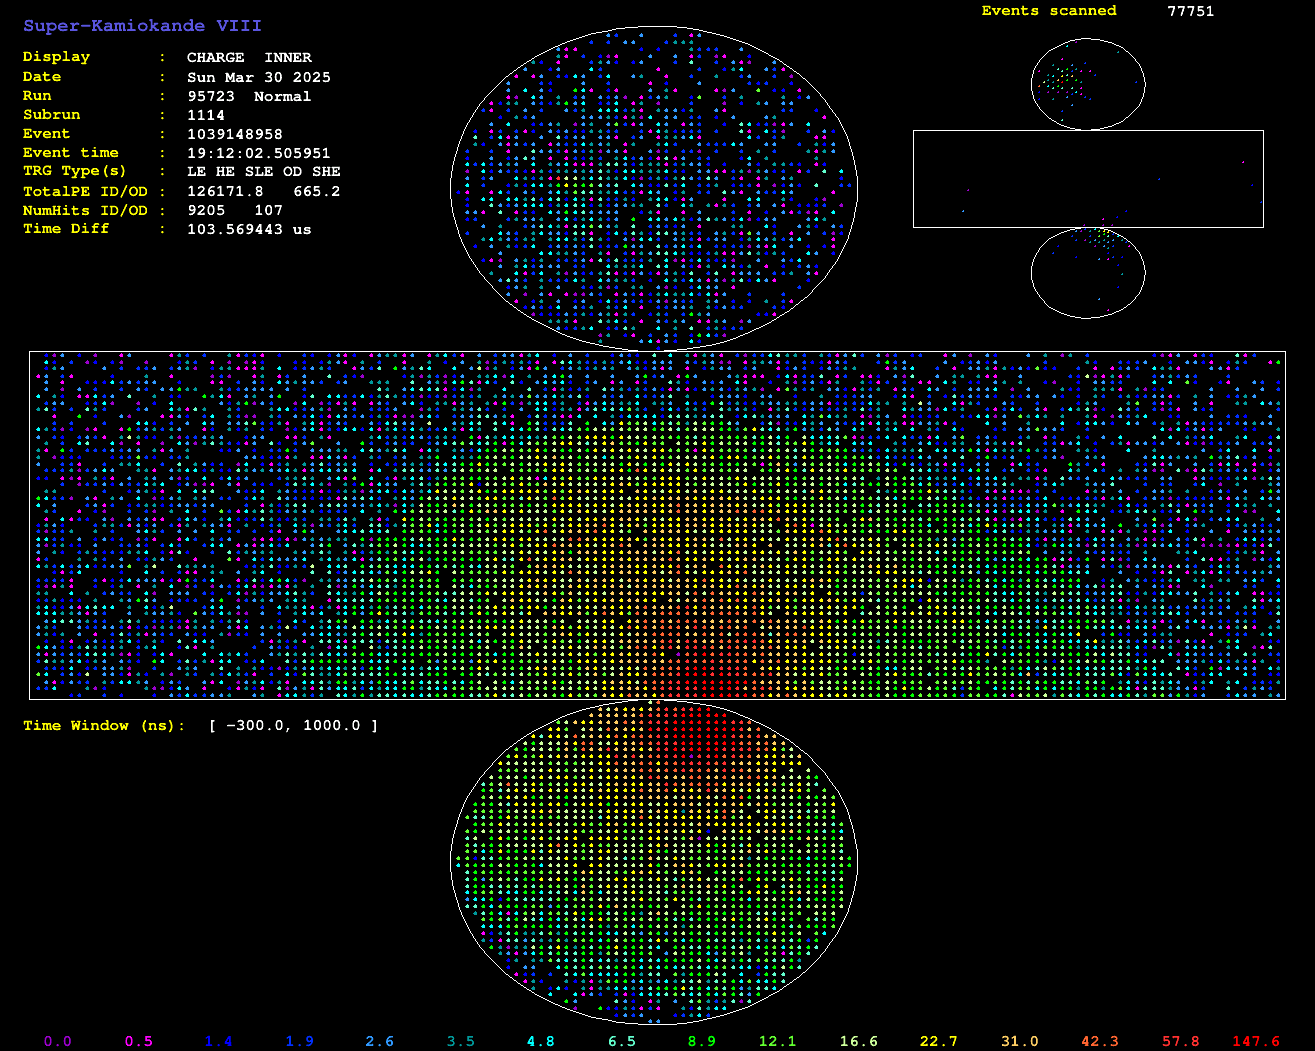 Super-Kamiokande VIII
Display : CHARGE INNER
Date : Sun Mar 30 2025
Run : 95723 Normal
Subrun : 1114
Event : 1039148958
Event time : 19:12:02.505951
TRG Type(s) : LE HE SLE OD SHE
TotalPE ID/OD : 126171.8 665.2
NumHits ID/OD : 9205 107
Time Diff : 103.569443 us
Events scanned 77751
Time Window (ns): [ -300.0, 1000.0 ]
0.0 0.5 1.4 1.9 2.6 3.5 4.8 6.5 8.9 12.1 16.6 22.7 31.0 42.3 57.8 147.6